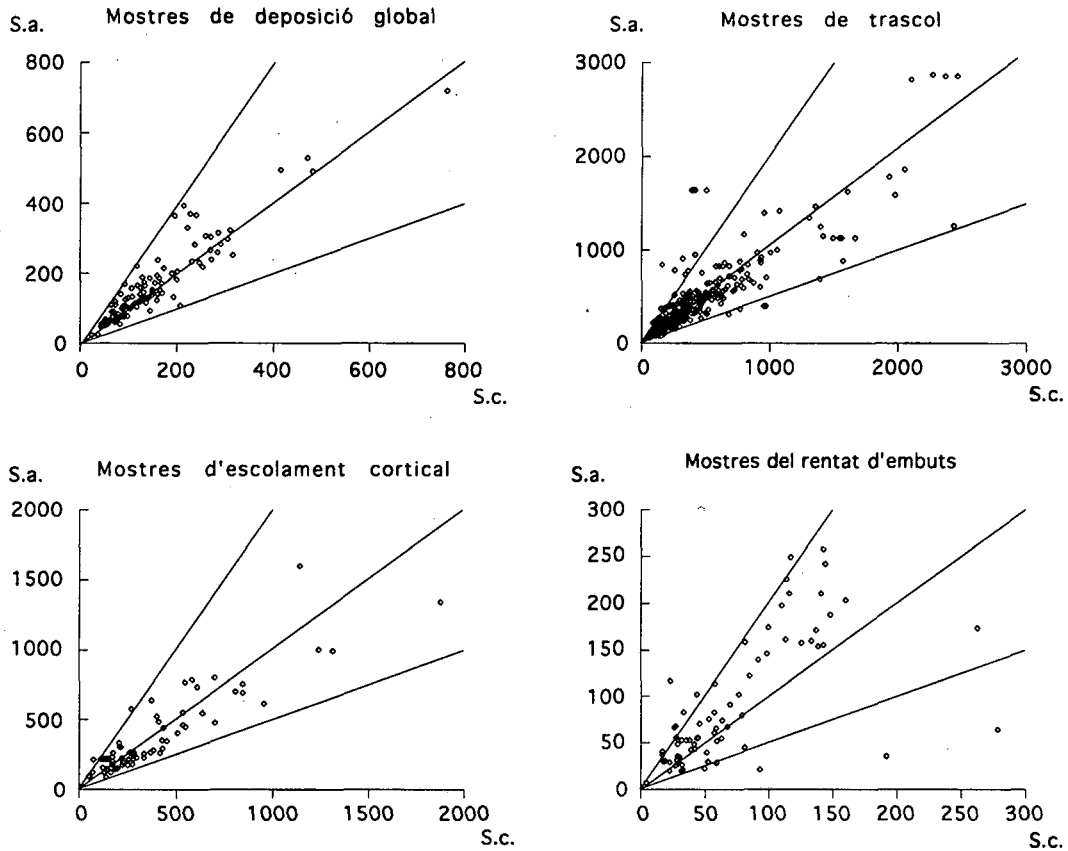 Mostres de deposició global
S.a.
800
600
400
200
0
0 200 400 600 800
S.c.
Mostres de trascol
S.a.
3000
2000
1000
0
0 1000 2000 3000
S.c.
Mostres d'escolament cortical
S.a.
2000
1500
1000
500
0
0 500 1000 1500 2000
S.c.
Mostres del rentat d'embuts
S.a.
300
250
200
150
100
50
0
0 50 100 150 200 250 300
S.c.